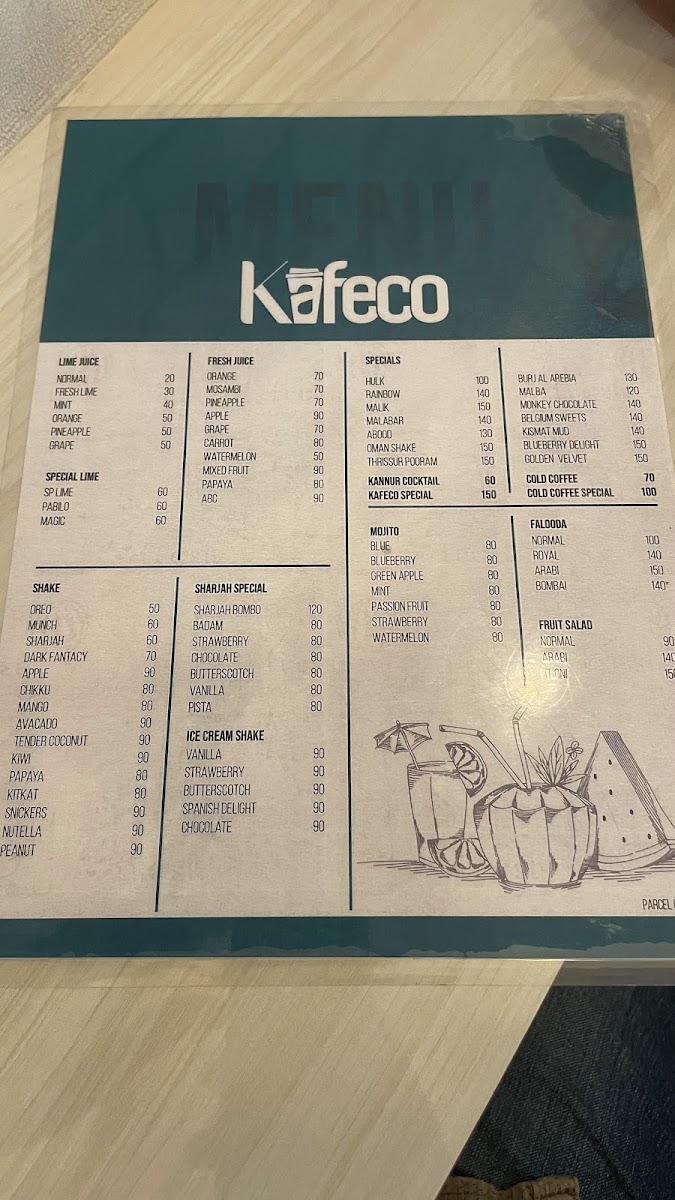 MENU
Kafeco
LIME JUICE
NORMAL 20
FRESH LIME 30
MINT 40
ORANGE 50
PINEAPPLE 50
GRAPE 50
SPECIAL LIME
SP LIME 60
PABILO 60
MAGIC 60
FRESH JUICE
ORANGE 70
MOSAMBI 70
PINEAPPLE 70
APPLE 90
GRAPE 70
CARROT 80
WATERMELON 50
MIXED FRUIT 90
PAPAYA 80
ABC 90
SHAKE
OREO 50
MUNCH 60
SHARJAH 60
DARK FANTACY 70
APPLE 90
CHIKKU 80
MANGO 80
AVACADO 90
TENDER COCONUT 90
KIWI 90
PAPAYA 80
KITKAT 80
SNICKERS 90
NUTELLA 90
PEANUT 90
SHARJAH SPECIAL
SHARJAH BOMBO 120
BADAM 80
STRAWBERRY 80
CHOCOLATE 80
BUTTERSCOTCH 80
VANILLA 80
PISTA 80
ICE CREAM SHAKE
VANILLA 90
STRAWBERRY 90
BUTTERSCOTCH 90
SPANISH DELIGHT 90
CHOCOLATE 90
SPECIALS
HULK 100
RAINBOW 140
MALIK 150
MALABAR 140
ABOOD 130
OMAN SHAKE 150
THRISSUR POORAM 150
KANNUR COCKTAIL 60
KAFECO SPECIAL 150
BURJ AL AREBIA 130
MALBA 120
MONKEY CHOCOLATE 140
BELGIUM SWEETS 140
KISMAT MUD 140
BLUEBERRY DELIGHT 150
GOLDEN VELVET 150
COLD COFFEE 70
COLD COFFEE SPECIAL 100
MOJITO
BLUE 80
BLUEBERRY 80
GREEN APPLE 80
MINT 80
PASSION FRUIT 80
STRAWBERRY 80
WATERMELON 80
FALOODA
NORMAL 100
ROYAL 140
ARABI 150
BOMBAI 140*
FRUIT SALAD
NORMAL 90
ARABI 140
PARCEL